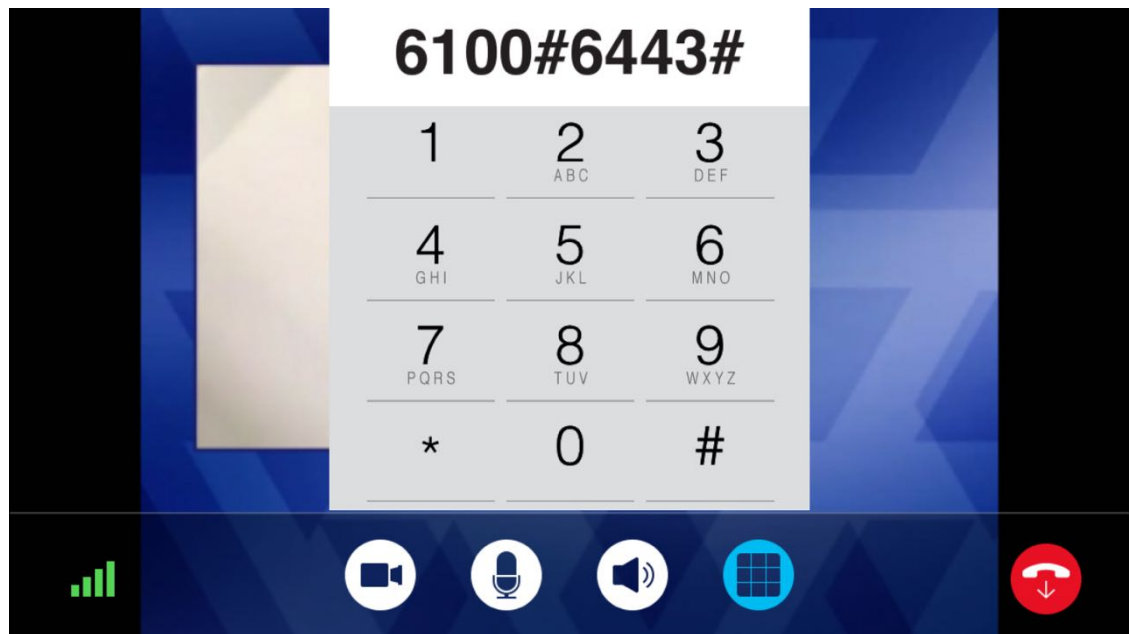 6100#6443#
1 2 3
ABC DEF
4 5 6
GHI JKL MNO
7 8 9
PQRS TUV WXYZ
* 0 #